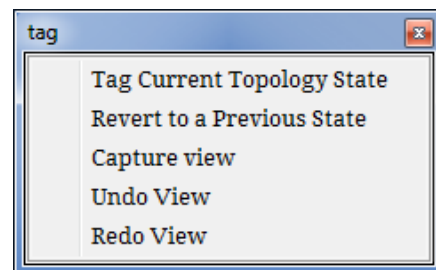 tag
Tag Current Topology State
Revert to a Previous State
Capture view
Undo View
Redo View